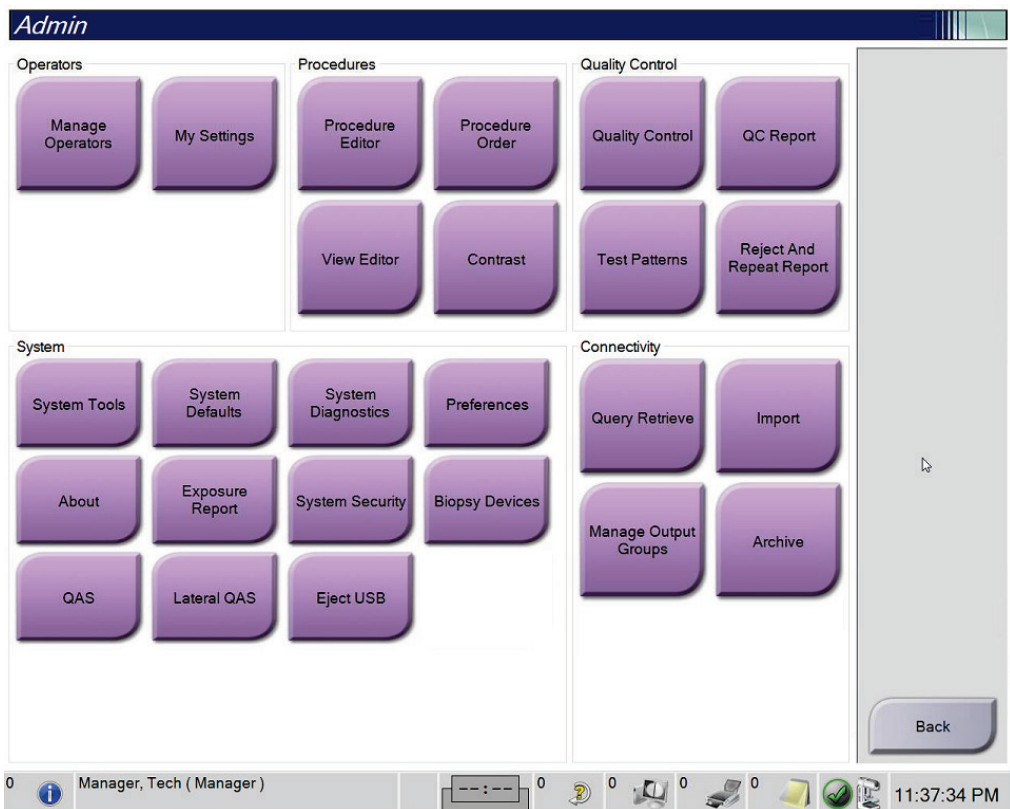 Admin
Operators
Manage
Operators
My Settings
Procedures
Procedure
Editor
Procedure
Order
View Editor
Contrast
Quality Control
Quality Control
QC Report
Test Patterns
Reject And
Repeat Report
System
System Tools
System
Defaults
System
Diagnostics
Preferences
About
Exposure
Report
System Security
Biopsy Devices
QAS
Lateral QAS
Eject USB
Connectivity
Query Retrieve
Import
Manage Output
Groups
Archive
Back
0 Manager, Tech ( Manager ) --:-- 0 0 0 0 11:37:34 PM